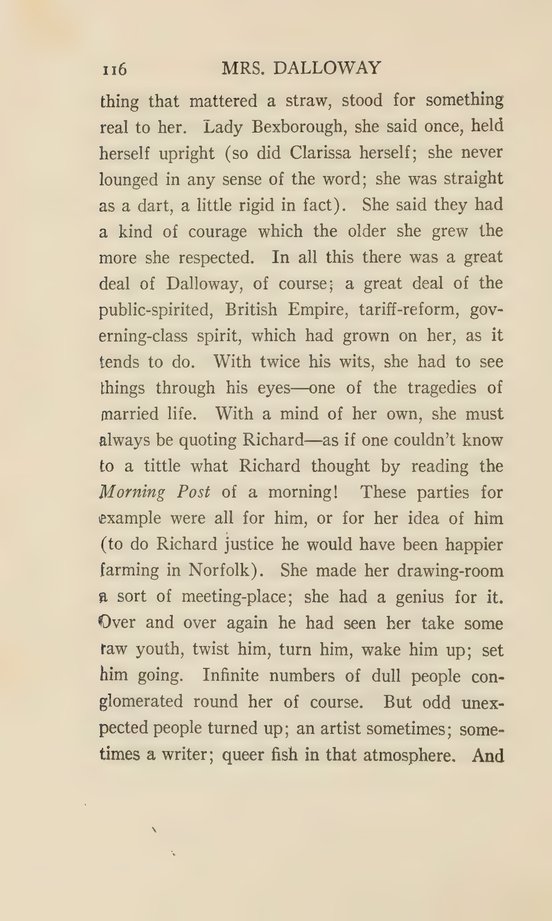 116 MRS. DALLOWAY
thing that mattered a straw, stood for something
real to her. Lady Bexborough, she said once, held
herself upright (so did Clarissa herself; she never
lounged in any sense of the word; she was straight
as a dart, a little rigid in fact). She said they had
a kind of courage which the older she grew the
more she respected. In all this there was a great
deal of Dalloway, of course; a great deal of the
public-spirited, British Empire, tariff-reform, gov-
erning-class spirit, which had grown on her, as it
tends to do. With twice his wits, she had to see
things through his eyes—one of the tragedies of
married life. With a mind of her own, she must
always be quoting Richard—as if one couldn't know
to a tittle what Richard thought by reading the
Morning Post of a morning! These parties for
example were all for him, or for her idea of him
(to do Richard justice he would have been happier
farming in Norfolk). She made her drawing-room
a sort of meeting-place; she had a genius for it.
Over and over again he had seen her take some
raw youth, twist him, turn him, wake him up; set
him going. Infinite numbers of dull people con-
glomerated round her of course. But odd unex-
pected people turned up; an artist sometimes; some-
times a writer; queer fish in that atmosphere. And